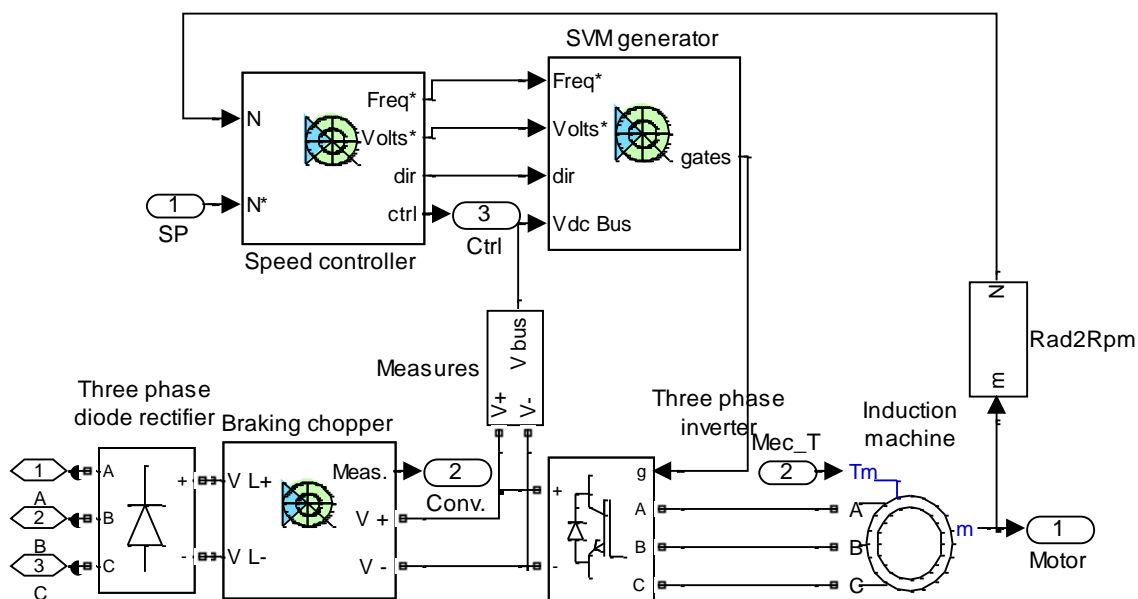 SVM generator
Freq*
Volts*
dir
ctrl
N
N*
1
SP
Speed controller
3
Ctrl
Freq*
Volts*
dir
Vdc Bus
gates
N
m
Rad2Rpm
V bus
V+
V-
Measures
Three phase
diode rectifier
Braking chopper
Three phase
inverter
Induction
machine
Mec_T
2
1
A
2
B
3
C
A
B
C
+
-
V L+
V L-
Meas.
V +
V -
2
Conv.
+
-
g
A
B
C
Tm
A
B
C
m
1
Motor